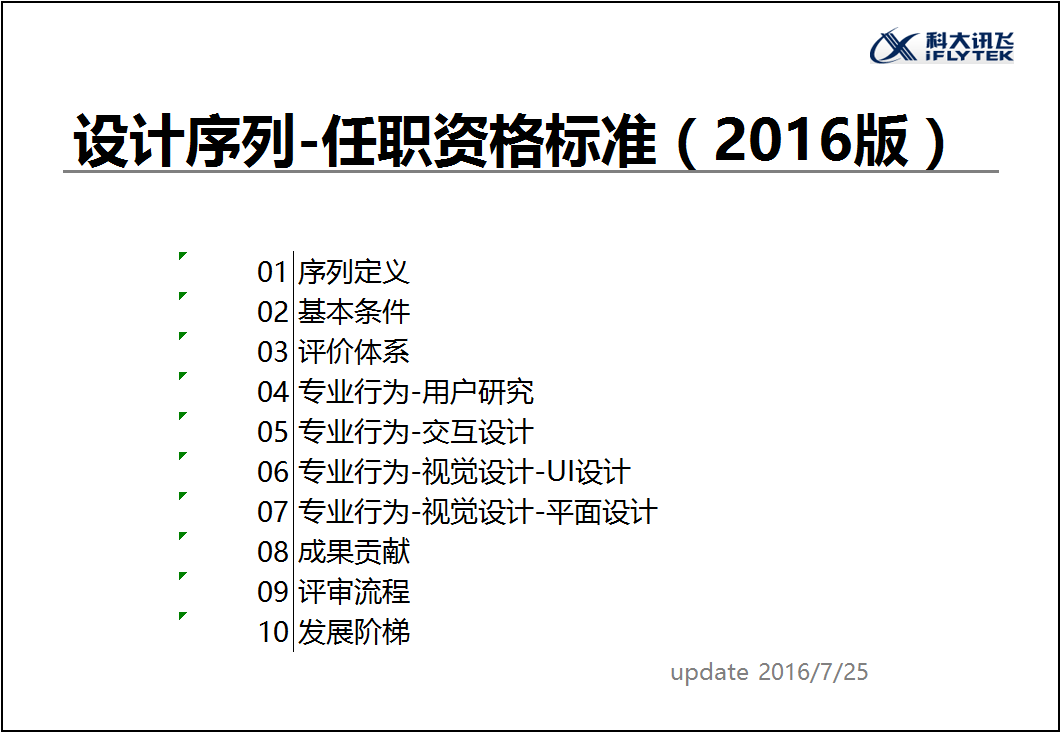 科大讯飞
iFLYTEK
设计序列-任职资格标准（2016版）
01 序列定义
02 基本条件
03 评价体系
04 专业行为-用户研究
05 专业行为-交互设计
06 专业行为-视觉设计-UI设计
07 专业行为-视觉设计-平面设计
08 成果贡献
09 评审流程
10 发展阶梯
update 2016/7/25